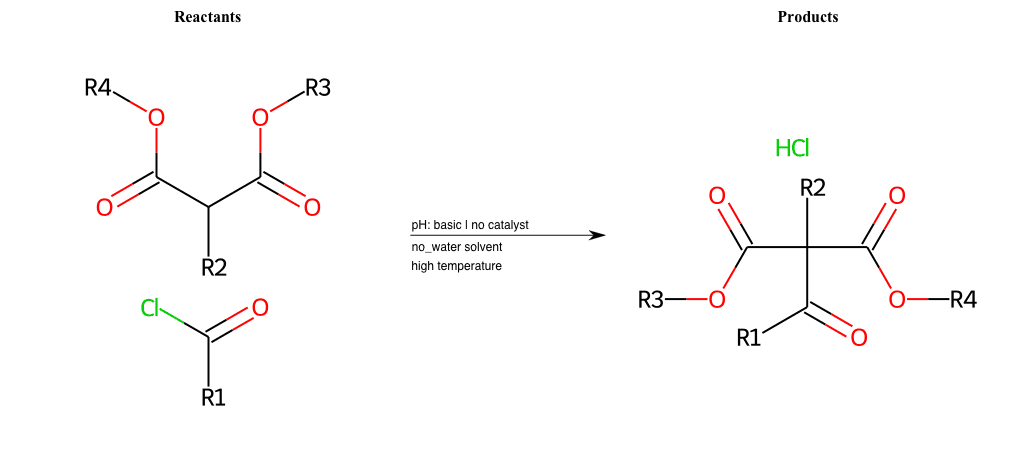 Reactants
Products
R4
R3
O
O
O
O
R2
Cl
O
R1
pH: basic | no catalyst
no_water solvent
high temperature
HCl
R2
O
O
R3
O
O
R4
R1
O